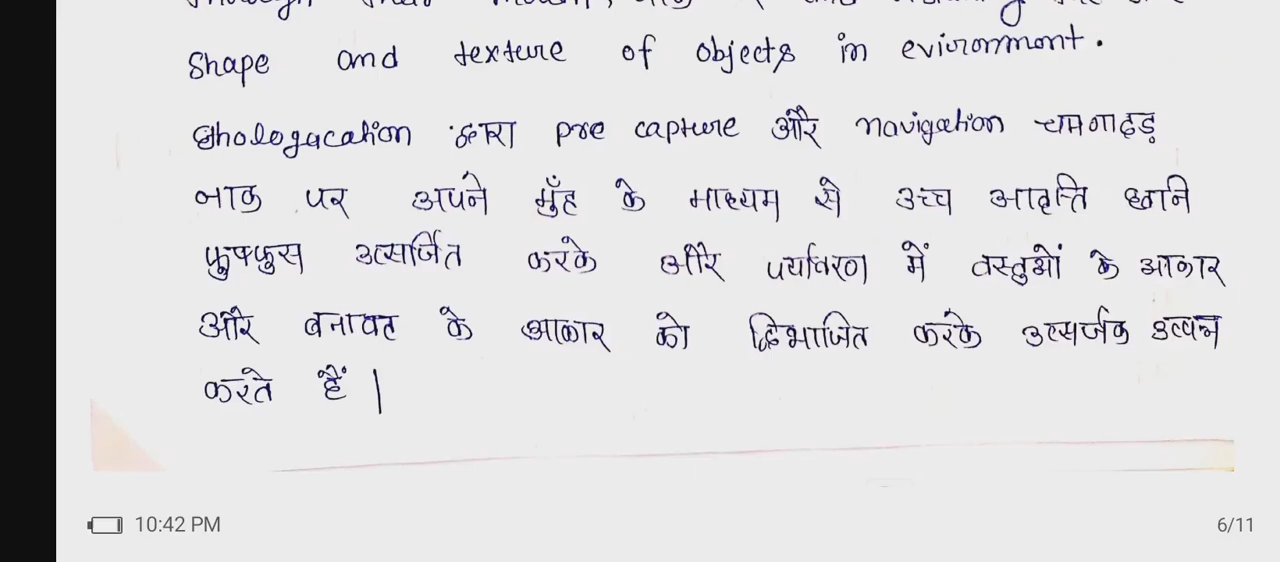 Shape and texture of objects in evironment.
Ehologacation द्वारा pre capture और navigation चमगादड़
नाक पर अपने मुँह के माध्यम से उच्च आवृत्ति ध्वनि
फुफ्फुस उत्सर्जित करके और पर्यावरण में वस्तुओं के आकार
और बनावट के आकार को द्विभाजित करके उत्सर्जक उत्पन्न
करते हैं |
10:42 PM
6/11